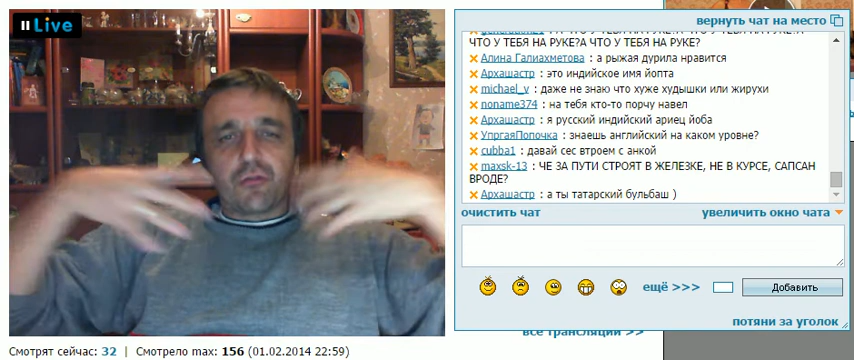 Live
вернуть чат на место
ЧТО У ТЕБЯ НА РУКЕ?А ЧТО У ТЕБЯ НА РУКЕ?
Алина Галиахметова : а рыжая дурила нравится
Архашастр : это индийское имя йопта
michael_y : даже не знаю что хуже худышки или жирухи
noname374 : на тебя кто-то порчу навел
Архашастр : я русский индийский ариец йоба
УпргаяПопочка : знаешь английский на каком уровне?
cubba1 : давай сес втроем с анкой
maxsk-13 : ЧЕ ЗА ПУТИ СТРОЯТ В ЖЕЛЕЗКЕ, НЕ В КУРСЕ, САПСАН
ВРОДЕ?
Архашастр : а ты татарский бульбаш )
очистить чат увеличить окно чата
ещё >>> Добавить
потяни за уголок
все трансляции >>
Смотрят сейчас: 32 | Смотрело max: 156 (01.02.2014 22:59)